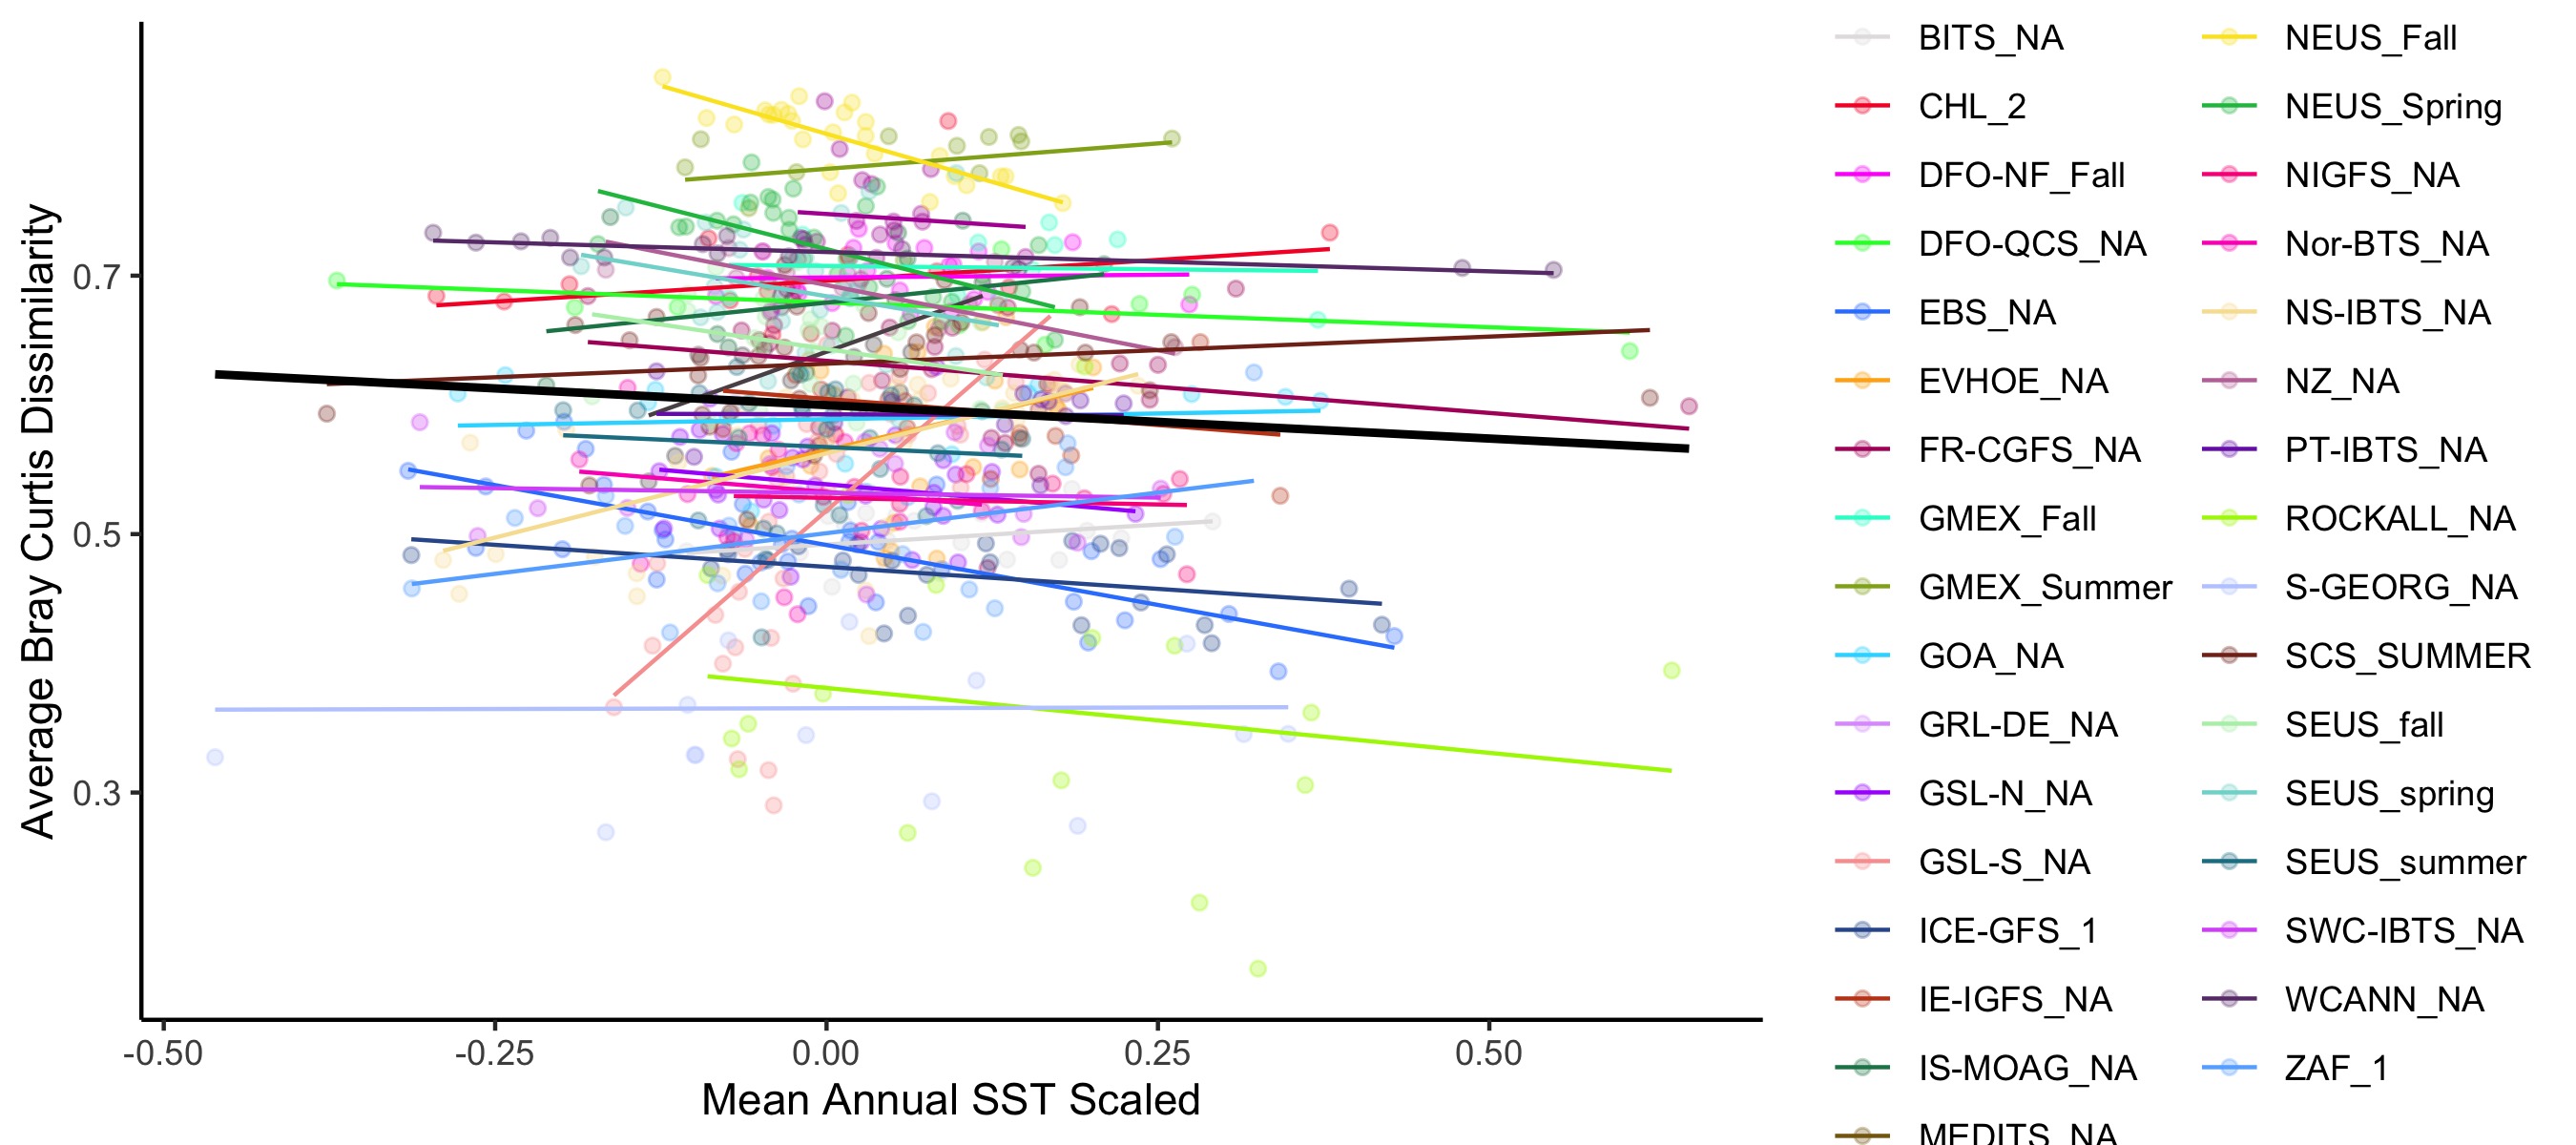 Average Bray Curtis Dissimilarity
0.7
0.5
0.3
-0.50
-0.25
0.00
0.25
0.50
Mean Annual SST Scaled
BITS_NA
CHL_2
DFO-NF_Fall
DFO-QCS_NA
EBS_NA
EVHOE_NA
FR-CGFS_NA
GMEX_Fall
GMEX_Summer
GOA_NA
GRL-DE_NA
GSL-N_NA
GSL-S_NA
ICE-GFS_1
IE-IGFS_NA
IS-MOAG_NA
MEDITS_NA
NEUS_Fall
NEUS_Spring
NIGFS_NA
Nor-BTS_NA
NS-IBTS_NA
NZ_NA
PT-IBTS_NA
ROCKALL_NA
S-GEORG_NA
SCS_SUMMER
SEUS_fall
SEUS_spring
SEUS_summer
SWC-IBTS_NA
WCANN_NA
ZAF_1